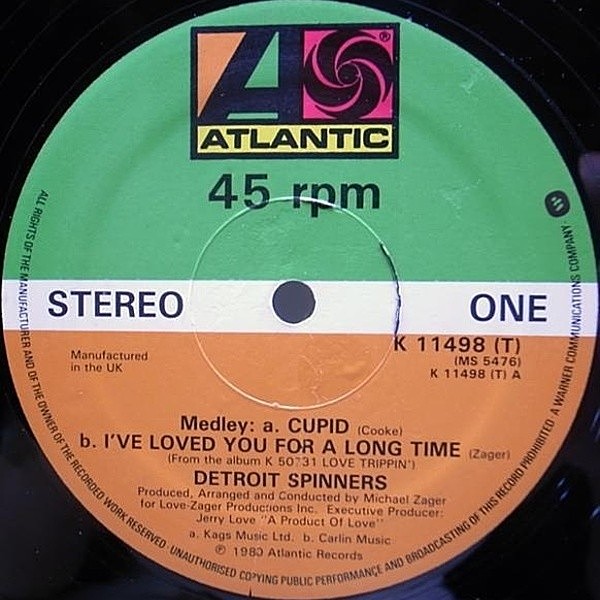 ATLANTIC
®
45 rpm
STEREO
ONE
Manufactured
in the UK
K 11498 (T)
(MS 5476)
K 11498 (T) A
Medley: a. CUPID (Cooke)
b. I'VE LOVED YOU FOR A LONG TIME (Zager)
(From the album K 50731 LOVE TRIPPIN')
DETROIT SPINNERS
Produced, Arranged and Conducted by Michael Zager
for Love-Zager Productions Inc. Executive Producer:
Jerry Love "A Product Of Love"
a. Kags Music Ltd. b. Carlin Music
℗ 1980 Atlantic Records
ALL RIGHTS OF THE MANUFACTURER AND OF THE OWNER OF THE RECORDED WORK RESERVED · UNAUTHORISED COPYING PUBLIC PERFORMANCE AND BROADCASTING OF THIS RECORD PROHIBITED · A WARNER COMMUNICATIONS COMPANY